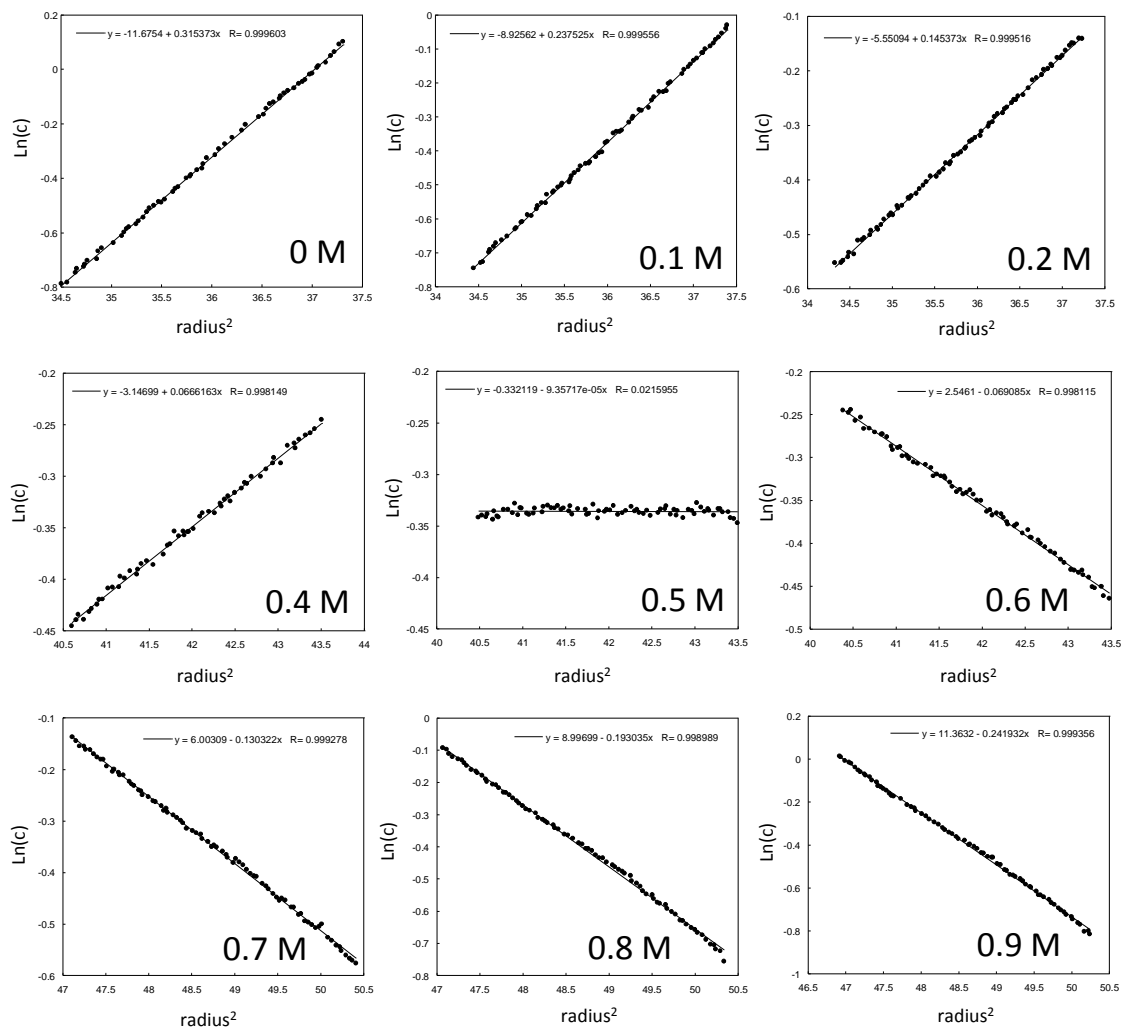 y = -11.6754 + 0.315373x R= 0.999603
Ln(c)
0.2
0
-0.2
-0.4
-0.6
-0.8
34.5 35 35.5 36 36.5 37 37.5
0 M
radius2
y = -8.92562 + 0.237525x R= 0.999556
Ln(c)
0
-0.1
-0.2
-0.3
-0.4
-0.5
-0.6
-0.7
-0.8
34 34.5 35 35.5 36 36.5 37 37.5
0.1 M
radius2
y = -5.55094 + 0.145373x R= 0.999516
Ln(c)
-0.1
-0.2
-0.3
-0.4
-0.5
-0.6
34 34.5 35 35.5 36 36.5 37 37.5
0.2 M
radius2
y = -3.14699 + 0.0666163x R= 0.998149
Ln(c)
-0.2
-0.25
-0.3
-0.35
-0.4
-0.45
40.5 41 41.5 42 42.5 43 43.5 44
0.4 M
radius2
y = -0.332119 - 9.35717e-05x R= 0.0215955
Ln(c)
-0.2
-0.25
-0.3
-0.35
-0.4
-0.45
40 40.5 41 41.5 42 42.5 43 43.5
0.5 M
radius2
y = 2.5461 - 0.069085x R= 0.998115
Ln(c)
-0.2
-0.25
-0.3
-0.35
-0.4
-0.45
-0.5
40 40.5 41 41.5 42 42.5 43 43.5
0.6 M
radius2
y = 6.00309 - 0.130322x R= 0.999278
Ln(c)
-0.1
-0.2
-0.3
-0.4
-0.5
-0.6
47 47.5 48 48.5 49 49.5 50 50.5
0.7 M
radius2
y = 8.99699 - 0.193035x R= 0.998989
Ln(c)
0
-0.1
-0.2
-0.3
-0.4
-0.5
-0.6
-0.7
-0.8
47 47.5 48 48.5 49 49.5 50 50.5
0.8 M
radius2
y = 11.3632 - 0.241932x R= 0.999356
Ln(c)
0.2
0
-0.2
-0.4
-0.6
-0.8
-1
46.5 47 47.5 48 48.5 49 49.5 50 50.5
0.9 M
radius2